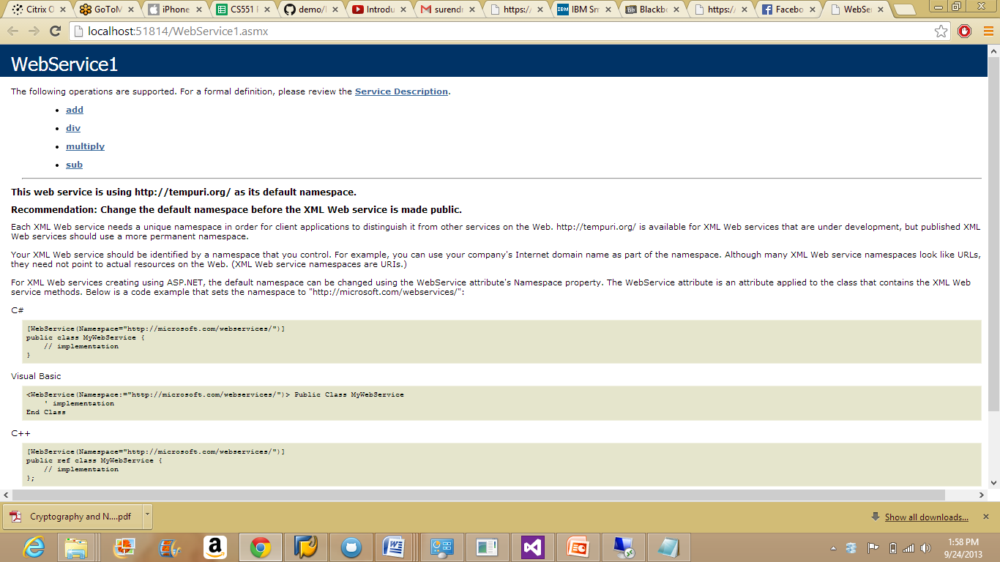 Citrix O
GoToM
iPhone
CS551 P
demo/
Introdu
surendr
https:/
IBM Sm
Blackbo
https:/
Facebo
WebSer
localhost:51814/WebService1.asmx
WebService1
The following operations are supported. For a formal definition, please review the Service Description.
add
div
multiply
sub
This web service is using http://tempuri.org/ as its default namespace.
Recommendation: Change the default namespace before the XML Web service is made public.
Each XML Web service needs a unique namespace in order for client applications to distinguish it from other services on the Web. http://tempuri.org/ is available for XML Web services that are under development, but published XML
Web services should use a more permanent namespace.
Your XML Web service should be identified by a namespace that you control. For example, you can use your company's Internet domain name as part of the namespace. Although many XML Web service namespaces look like URLs,
they need not point to actual resources on the Web. (XML Web service namespaces are URIs.)
For XML Web services creating using ASP.NET, the default namespace can be changed using the WebService attribute's Namespace property. The WebService attribute is an attribute applied to the class that contains the XML Web
service methods. Below is a code example that sets the namespace to "http://microsoft.com/webservices/":
C#
[WebService(Namespace="http://microsoft.com/webservices/")]
public class MyWebService {
// implementation
}
Visual Basic
<WebService(Namespace:="http://microsoft.com/webservices/")> Public Class MyWebService
' implementation
End Class
C++
[WebService(Namespace="http://microsoft.com/webservices/")]
public ref class MyWebService {
// implementation
};
Cryptography and N....pdf
Show all downloads...
1:58 PM
9/24/2013